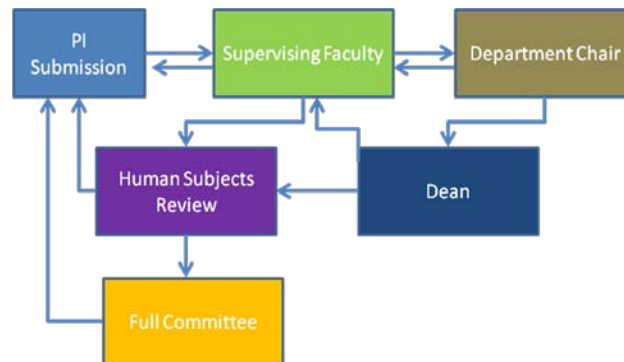 PI
Submission
Supervising Faculty
Department Chair
Human Subjects
Review
Dean
Full Committee